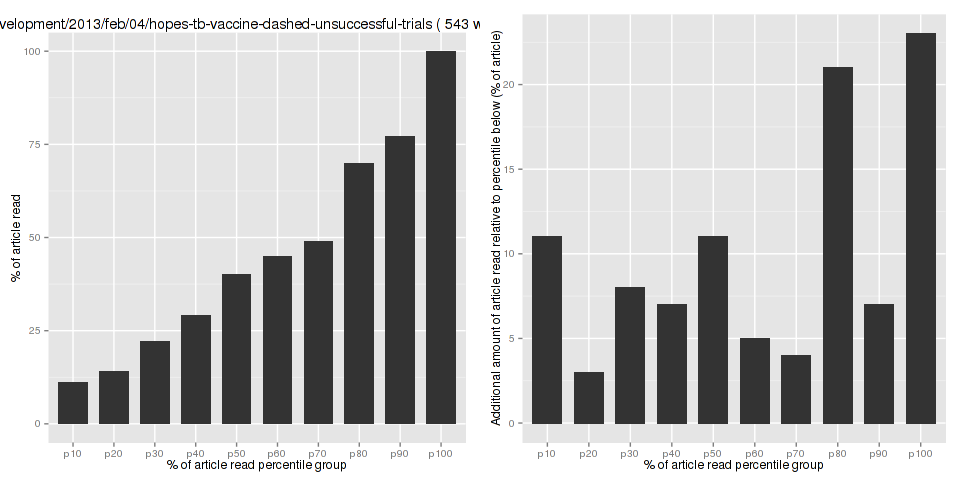 velopment/2013/feb/04/hopes-tb-vaccine-dashed-unsuccessful-trials ( 543 w
% of article read
100
75
50
25
0
p10 p20 p30 p40 p50 p60 p70 p80 p90 p100
% of article read percentile group
Additional amount of article read relative to percentile below (% of article)
20
15
10
5
0
p10 p20 p30 p40 p50 p60 p70 p80 p90 p100
% of article read percentile group